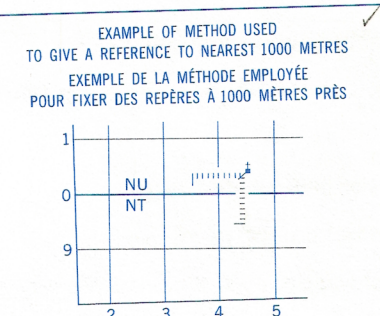 EXAMPLE OF METHOD USED
TO GIVE A REFERENCE TO NEAREST 1000 METRES
EXEMPLE DE LA MÉTHODE EMPLOYÉE
POUR FIXER DES REPÈRES À 1000 MÈTRES PRÈS
1
NU
0
NT
9
2 3 4 5